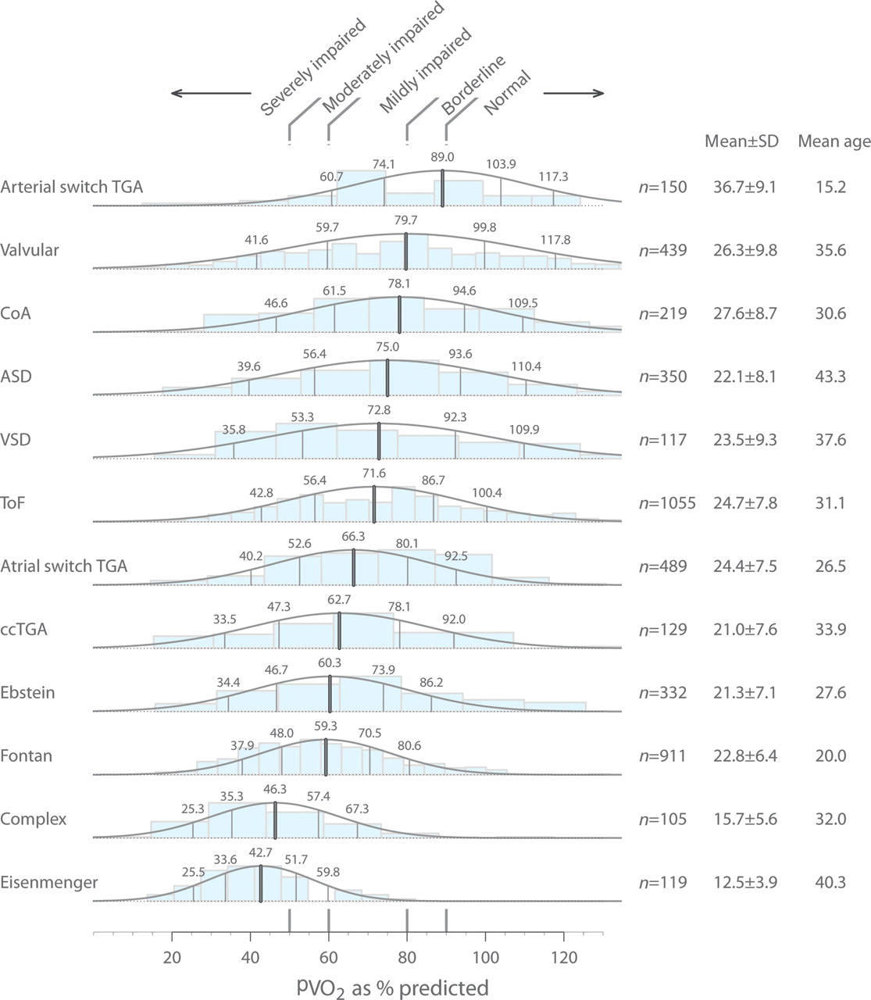 Severely impaired
Moderately impaired
Mildly impaired
Borderline
Normal
Mean±SD Mean age
Arterial switch TGA 60.7 74.1 89.0 103.9 117.3 n=150 36.7±9.1 15.2
Valvular 41.6 59.7 79.7 99.8 117.8 n=439 26.3±9.8 35.6
CoA 46.6 61.5 78.1 94.6 109.5 n=219 27.6±8.7 30.6
ASD 39.6 56.4 75.0 93.6 110.4 n=350 22.1±8.1 43.3
VSD 35.8 53.3 72.8 92.3 109.9 n=117 23.5±9.3 37.6
ToF 42.8 56.4 71.6 86.7 100.4 n=1055 24.7±7.8 31.1
Atrial switch TGA 40.2 52.6 66.3 80.1 92.5 n=489 24.4±7.5 26.5
ccTGA 33.5 47.3 62.7 78.1 92.0 n=129 21.0±7.6 33.9
Ebstein 34.4 46.7 60.3 73.9 86.2 n=332 21.3±7.1 27.6
Fontan 37.9 48.0 59.3 70.5 80.6 n=911 22.8±6.4 20.0
Complex 25.3 35.3 46.3 57.4 67.3 n=105 15.7±5.6 32.0
Eisenmenger 25.5 33.6 42.7 51.7 59.8 n=119 12.5±3.9 40.3
20 40 60 80 100 120
pVO₂ as % predicted